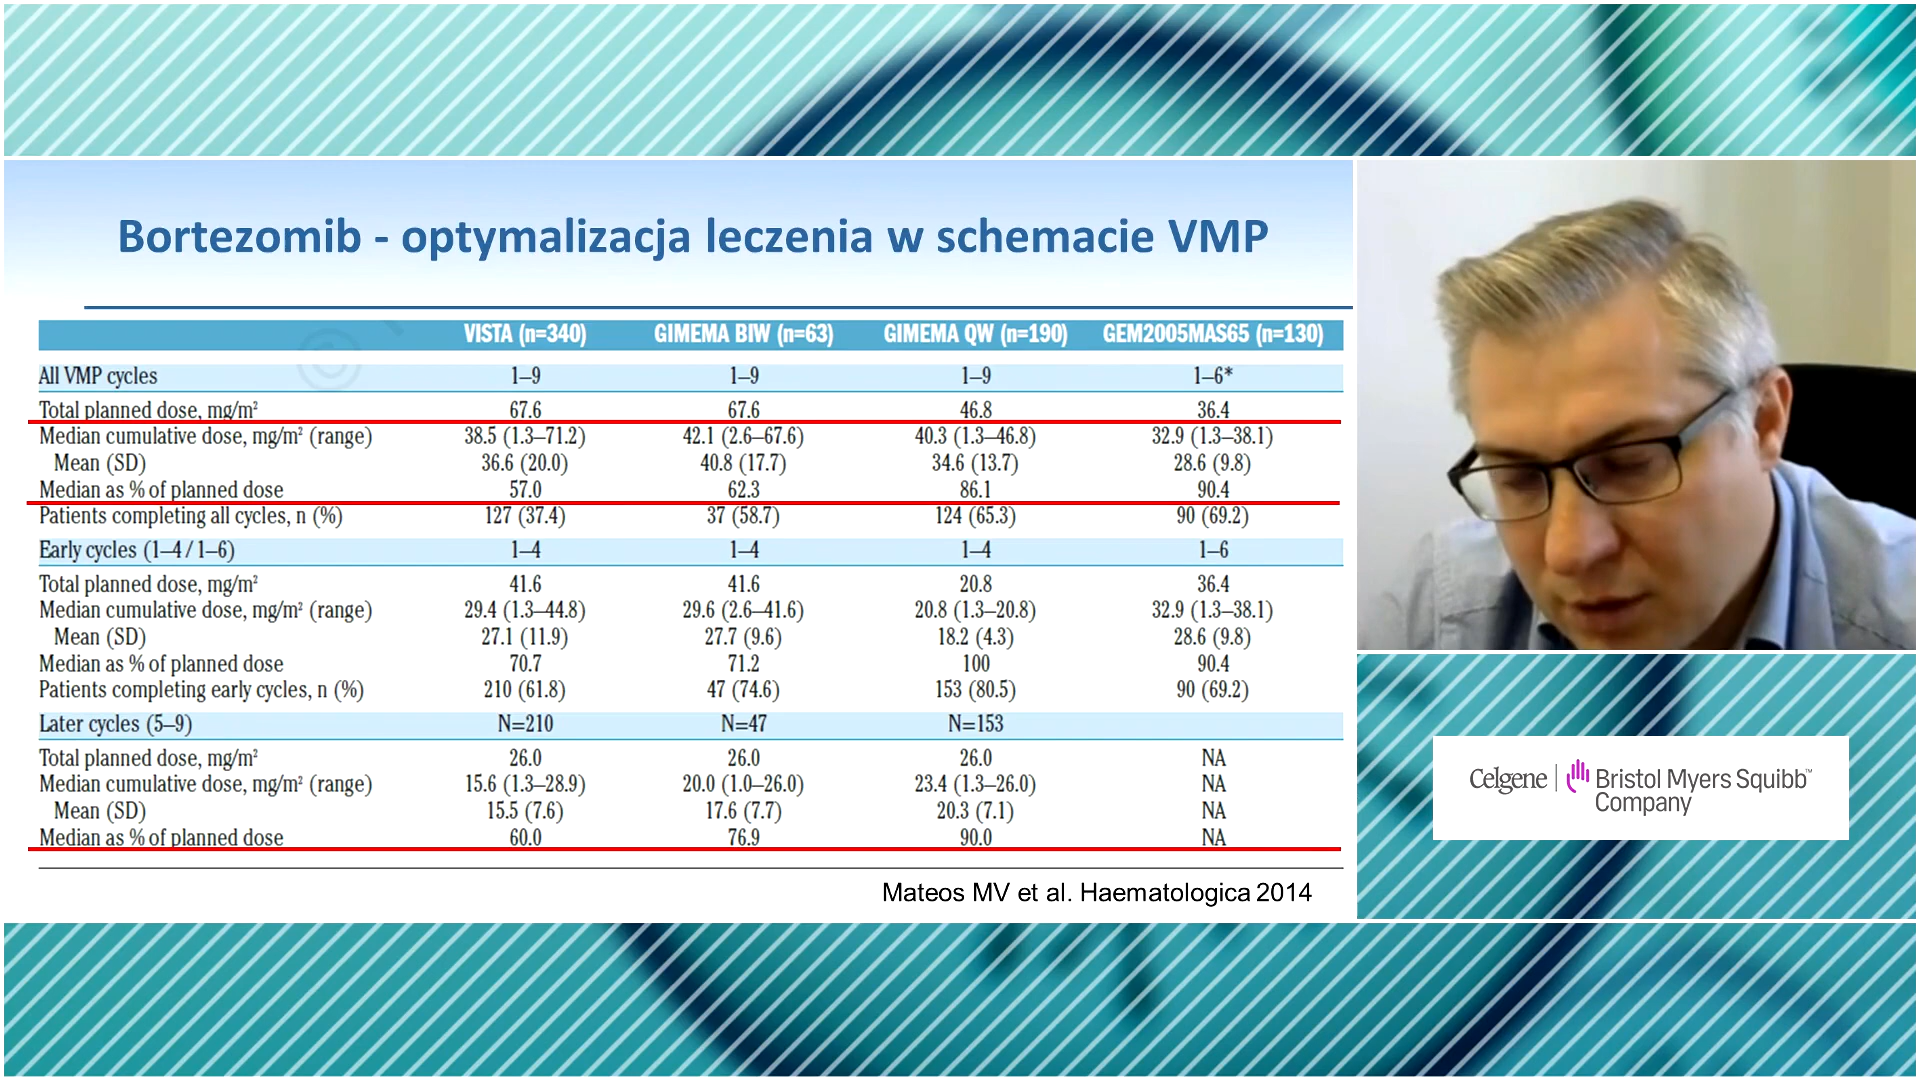 Bortezomib - optymalizacja leczenia w schemacie VMP
VISTA (n=340) GIMEMA BIW (n=63) GIMEMA QW (n=190) GEM2005MAS65 (n=130)
All VMP cycles 1–9 1–9 1–9 1–6*
Total planned dose, mg/m² 67.6 67.6 46.8 36.4
Median cumulative dose, mg/m² (range) 38.5 (1.3–71.2) 42.1 (2.6–67.6) 40.3 (1.3–46.8) 32.9 (1.3–38.1)
Mean (SD) 36.6 (20.0) 40.8 (17.7) 34.6 (13.7) 28.6 (9.8)
Median as % of planned dose 57.0 62.3 86.1 90.4
Patients completing all cycles, n (%) 127 (37.4) 37 (58.7) 124 (65.3) 90 (69.2)
Early cycles (1–4 / 1–6) 1–4 1–4 1–4 1–6
Total planned dose, mg/m² 41.6 41.6 20.8 36.4
Median cumulative dose, mg/m² (range) 29.4 (1.3–44.8) 29.6 (2.6–41.6) 20.8 (1.3–20.8) 32.9 (1.3–38.1)
Mean (SD) 27.1 (11.9) 27.7 (9.6) 18.2 (4.3) 28.6 (9.8)
Median as % of planned dose 70.7 71.2 100 90.4
Patients completing early cycles, n (%) 210 (61.8) 47 (74.6) 153 (80.5) 90 (69.2)
Later cycles (5–9) N=210 N=47 N=153
Total planned dose, mg/m² 26.0 26.0 26.0 NA
Median cumulative dose, mg/m² (range) 15.6 (1.3–28.9) 20.0 (1.0–26.0) 23.4 (1.3–26.0) NA
Mean (SD) 15.5 (7.6) 17.6 (7.7) 20.3 (7.1) NA
Median as % of planned dose 60.0 76.9 90.0 NA
Mateos MV et al. Haematologica 2014
Celgene | Bristol Myers Squibb™
Company